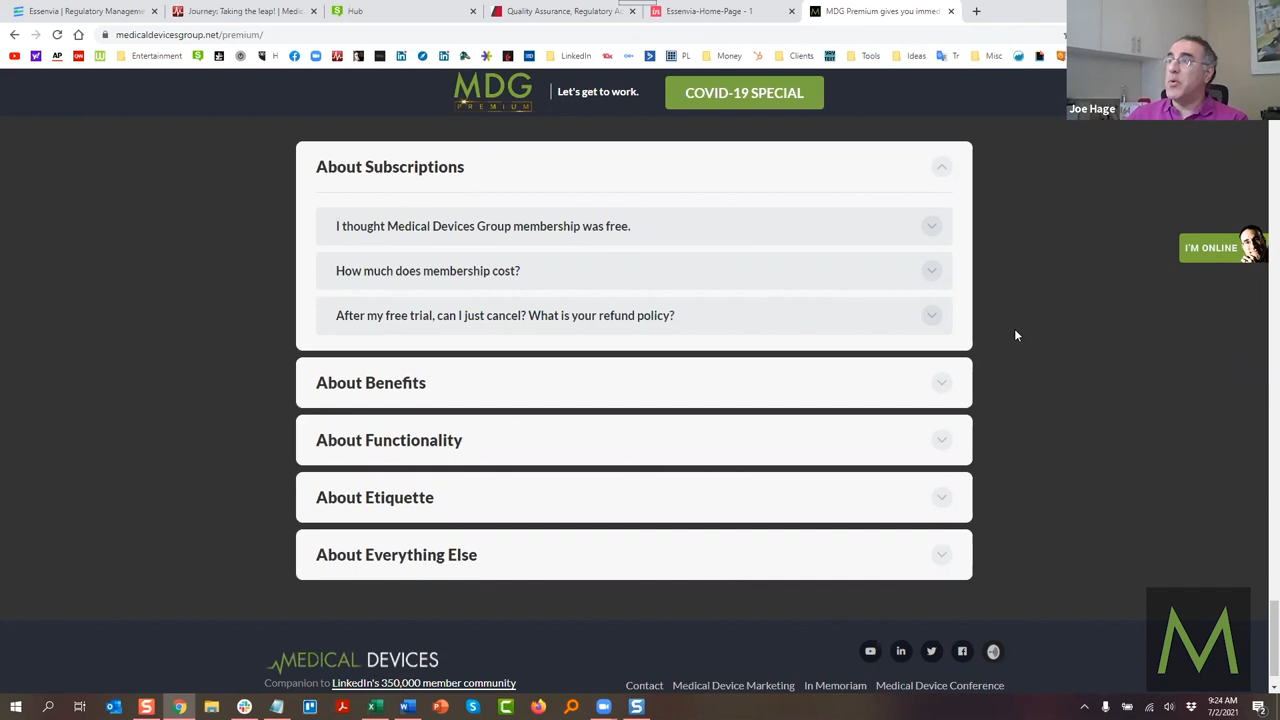 Essenvia | Regulatory Manageme
Journey: Taking the leap! | Medic
Hub
Quality Assurance, Regulatory Au
Essenvia-Home-Page - 1
MDG Premium gives you immed
medicaldevicesgroup.net/premium/
Entertainment
LinkedIn
PL
Money
Clients
Tools
Ideas
Tr
Misc
Joe Hage
MDG
PREMIUM
Let's get to work.
COVID-19 SPECIAL
About Subscriptions
I thought Medical Devices Group membership was free.
How much does membership cost?
After my free trial, can I just cancel? What is your refund policy?
I'M ONLINE
About Benefits
About Functionality
About Etiquette
About Everything Else
MEDICAL DEVICES
Companion to LinkedIn's 350,000 member community
Contact Medical Device Marketing In Memoriam Medical Device Conference
M
9:24 AM
7/2/2021